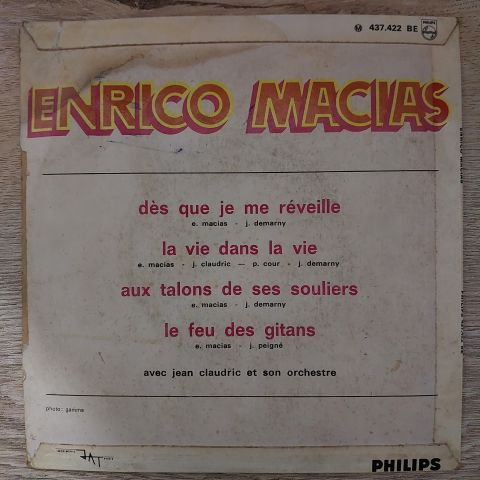 M 437.422 BE
PHILIPS
ENRICO MACIAS
dès que je me réveille
e. macias - j. demarny
la vie dans la vie
e. macias - j. claudric — p. cour - j. demarny
aux talons de ses souliers
e. macias - j. demarny
le feu des gitans
e. macias - j. peigné
avec jean claudric et son orchestre
photo: gamma
PHILIPS